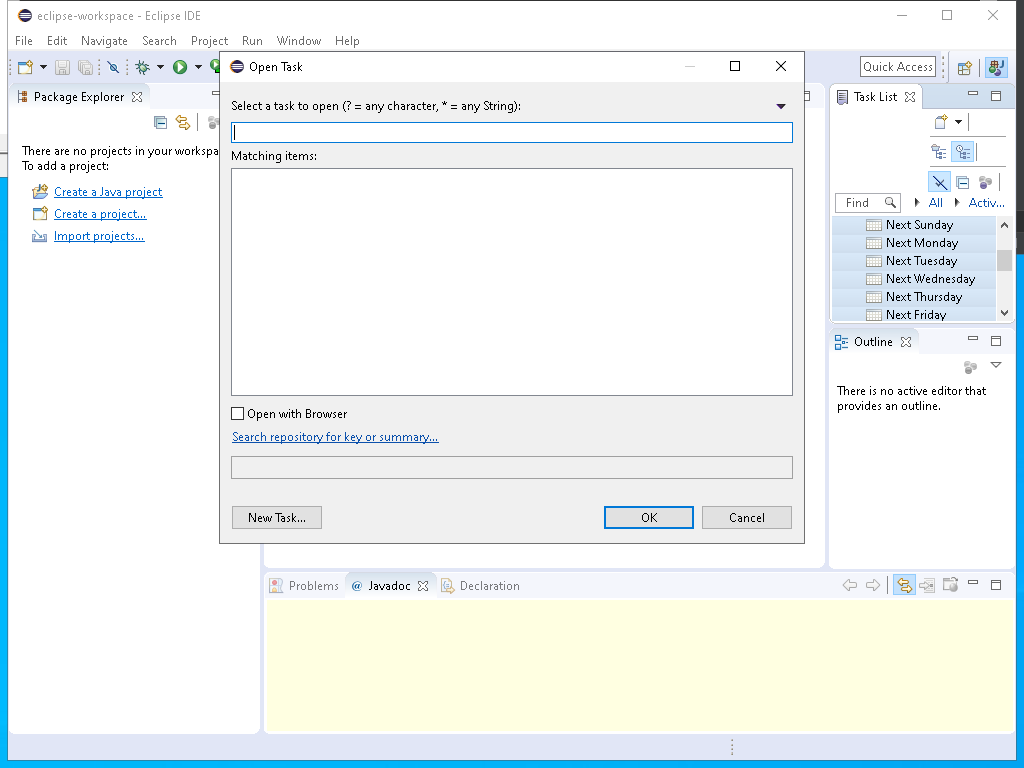 eclipse-workspace - Eclipse IDE
File Edit Navigate Search Project Run Window Help
Quick Access
Package Explorer
There are no projects in your workspa
To add a project:
Create a Java project
Create a project...
Import projects...
Open Task
Select a task to open (? = any character, * = any String):
Matching items:
Open with Browser
Search repository for key or summary...
New Task...
OK
Cancel
Task List
Find
All
Activ...
Next Sunday
Next Monday
Next Tuesday
Next Wednesday
Next Thursday
Next Friday
Outline
There is no active editor that
provides an outline.
Problems
@ Javadoc
Declaration